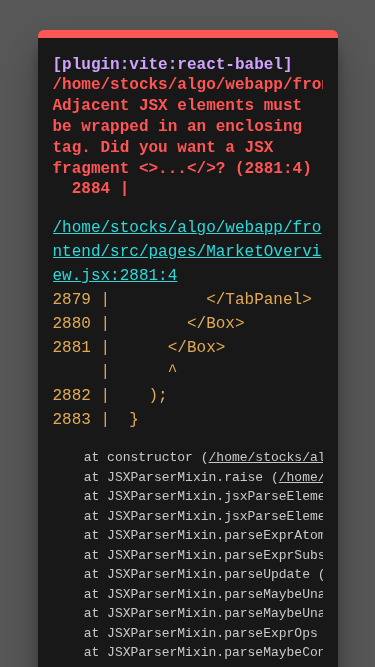 [plugin:vite:react-babel]
/home/stocks/algo/webapp/fro
Adjacent JSX elements must
be wrapped in an enclosing
tag. Did you want a JSX
fragment <>...</>? (2881:4)
2884 |
/home/stocks/algo/webapp/fro
ntend/src/pages/MarketOvervi
ew.jsx:2881:4
2879 |          </TabPanel>
2880 |        </Box>
2881 |      </Box>
|      ^
2882 |    );
2883 |  }
at constructor (/home/stocks/al
at JSXParserMixin.raise (/home/
at JSXParserMixin.jsxParseEleme
at JSXParserMixin.jsxParseEleme
at JSXParserMixin.parseExprAtom
at JSXParserMixin.parseExprSubs
at JSXParserMixin.parseUpdate (
at JSXParserMixin.parseMaybeUna
at JSXParserMixin.parseMaybeUna
at JSXParserMixin.parseExprOps
at JSXParserMixin.parseMaybeCon